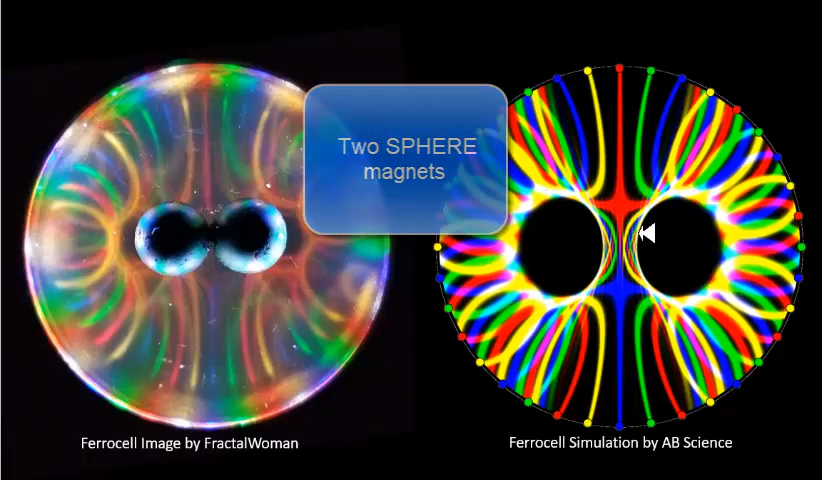 Two SPHERE
magnets
Ferrocell Image by FractalWoman
Ferrocell Simulation by AB Science